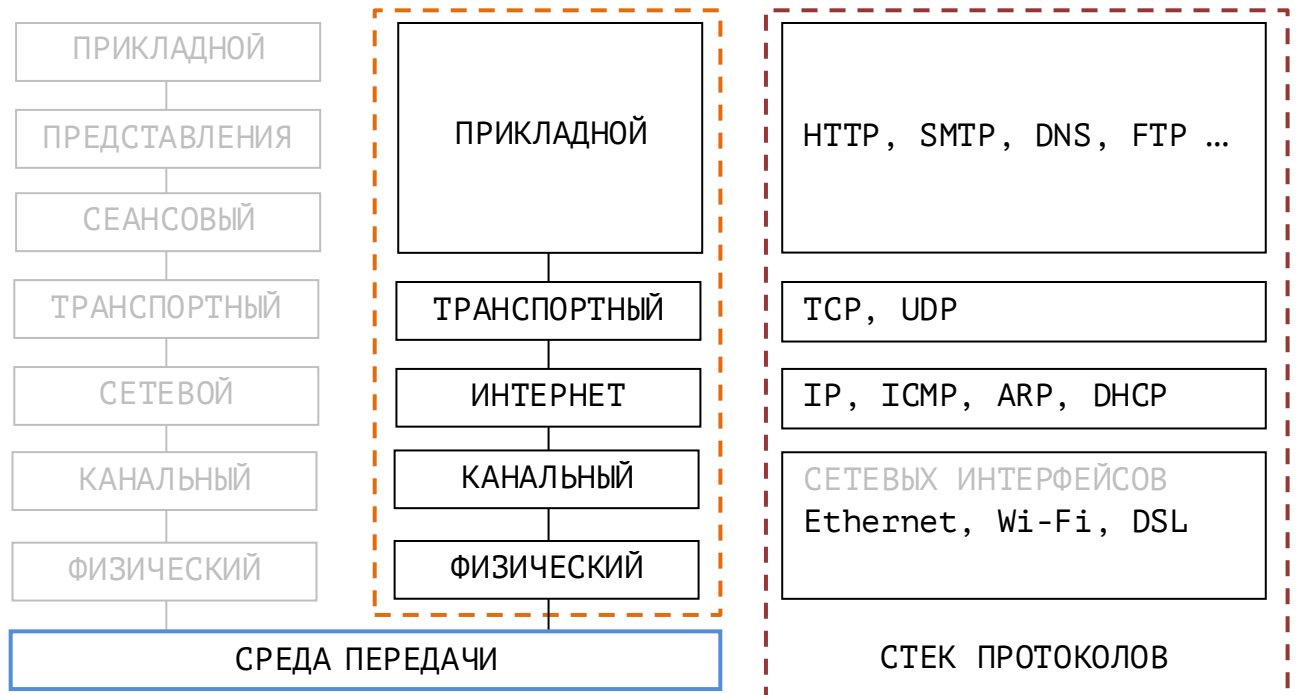 ПРИКЛАДНОЙ
ПРЕДСТАВЛЕНИЯ
СЕАНСОВЫЙ
ТРАНСПОРТНЫЙ
СЕТЕВОЙ
КАНАЛЬНЫЙ
ФИЗИЧЕСКИЙ
ПРИКЛАДНОЙ
ТРАНСПОРТНЫЙ
ИНТЕРНЕТ
КАНАЛЬНЫЙ
ФИЗИЧЕСКИЙ
СРЕДА ПЕРЕДАЧИ
HTTP, SMTP, DNS, FTP …
TCP, UDP
IP, ICMP, ARP, DHCP
СЕТЕВЫХ ИНТЕРФЕЙСОВ
Ethernet, Wi-Fi, DSL
СТЕК ПРОТОКОЛОВ